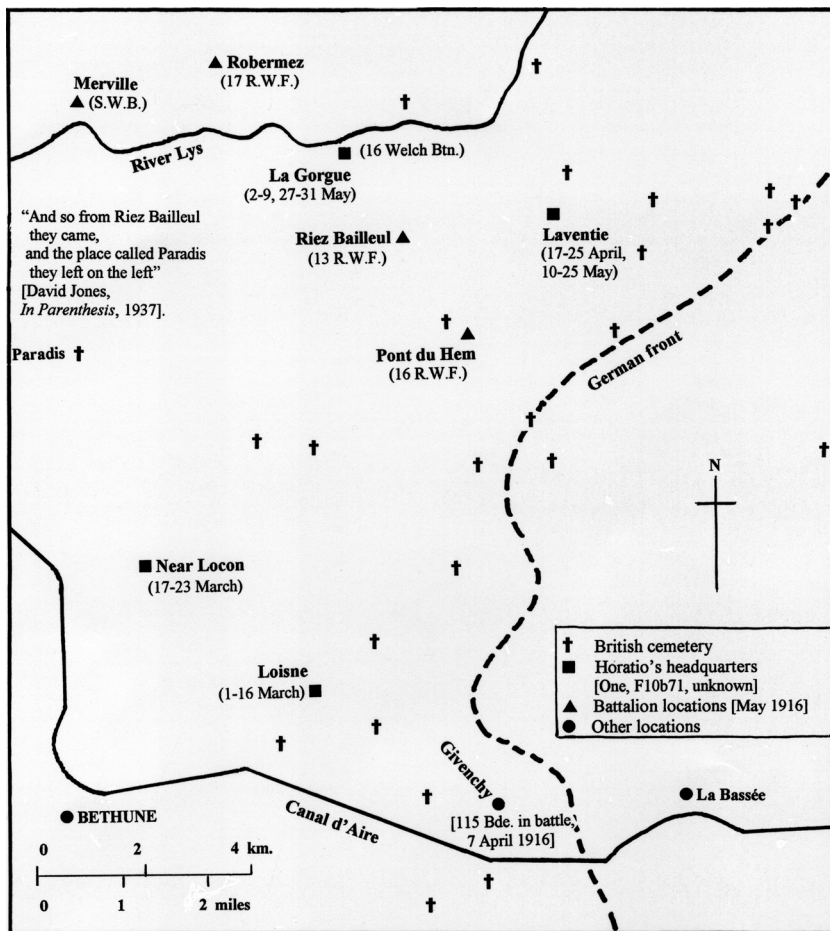 Robermez
(17 R.W.F.)
Merville
(S.W.B.)
River Lys
(16 Welch Btn.)
La Gorgue
(2-9, 27-31 May)
"And so from Riez Bailleul
they came,
and the place called Paradis
they left on the left"
[David Jones,
In Parenthesis, 1937].
Riez Bailleul
(13 R.W.F)
Laventie
(17-25 April,
10-25 May)
Paradis
Pont du Hem
(16 R.W.F.)
German front
N
Near Locon
(17-23 March)
Loisne
(1-16 March)
British cemetery
Horatio's headquarters
[One, F10b71, unknown]
Battalion locations [May 1916]
Other locations
Givenchy
[115 Bde. in battle,
7 April 1916]
La Bassée
BETHUNE
Canal d'Aire
0 2 4 km.
0 1 2 miles